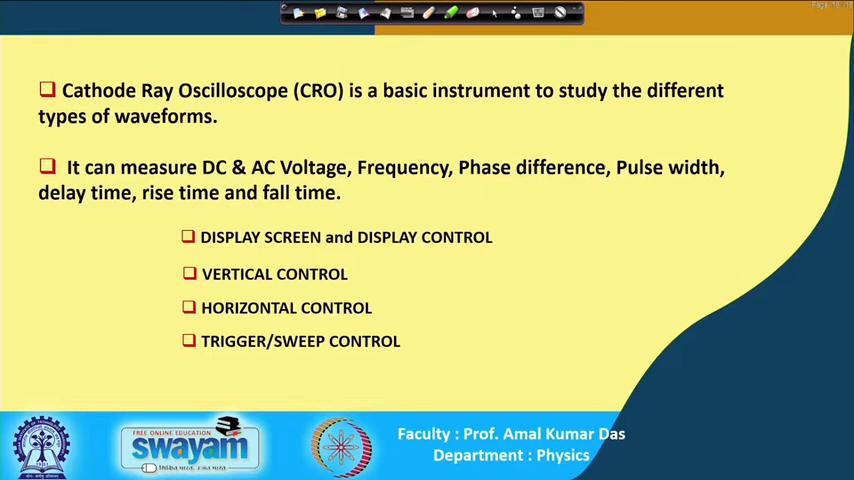 Cathode Ray Oscilloscope (CRO) is a basic instrument to study the different
types of waveforms.
It can measure DC & AC Voltage, Frequency, Phase difference, Pulse width,
delay time, rise time and fall time.
DISPLAY SCREEN and DISPLAY CONTROL
VERTICAL CONTROL
HORIZONTAL CONTROL
TRIGGER/SWEEP CONTROL
FREE ONLINE EDUCATION
swayam
Faculty : Prof. Amal Kumar Das
Department : Physics